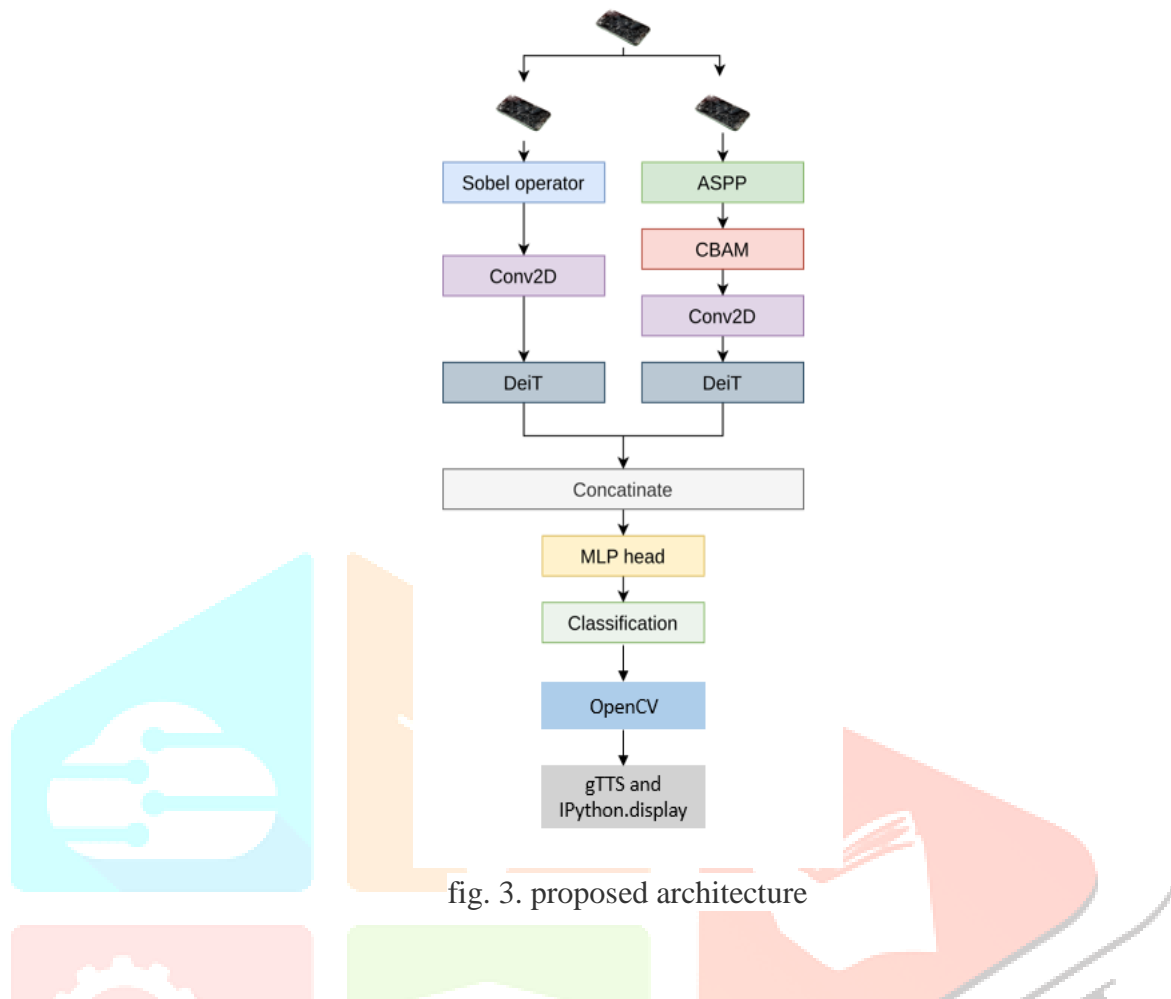 Sobel operator
ASPP
CBAM
Conv2D
Conv2D
DeiT
DeiT
Concatinate
MLP head
Classification
OpenCV
gTTS and
IPython.display
fig. 3. proposed architecture